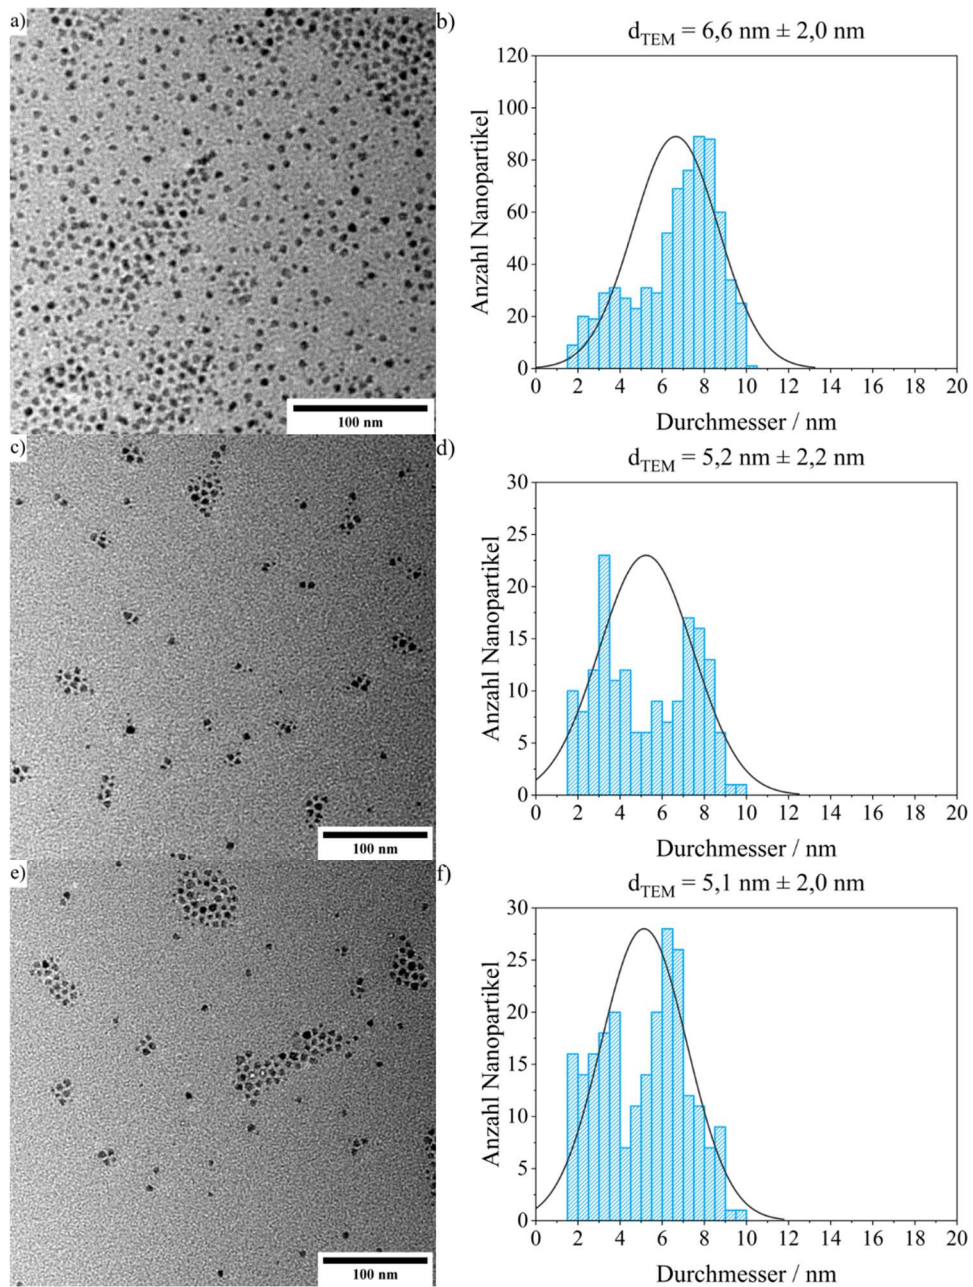 a)
100 nm
b)
d_TEM = 6,6 nm ± 2,0 nm
Anzahl Nanopartikel
120
100
80
60
40
20
0
0 2 4 6 8 10 12 14 16 18 20
Durchmesser / nm
c)
100 nm
d)
d_TEM = 5,2 nm ± 2,2 nm
Anzahl Nanopartikel
30
25
20
15
10
5
0
0 2 4 6 8 10 12 14 16 18 20
Durchmesser / nm
e)
100 nm
f)
d_TEM = 5,1 nm ± 2,0 nm
Anzahl Nanopartikel
30
25
20
15
10
5
0
0 2 4 6 8 10 12 14 16 18 20
Durchmesser / nm